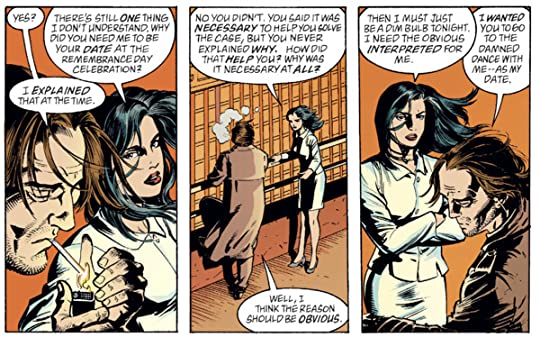 YES?
THERE'S STILL ONE THING
I DON'T UNDERSTAND. WHY
DID YOU NEED ME TO BE
YOUR DATE AT THE
REMEMBRANCE DAY
CELEBRATION?
I EXPLAINED
THAT AT THE TIME.
NO YOU DIDN'T. YOU SAID IT WAS
NECESSARY TO HELP YOU SOLVE
THE CASE, BUT YOU NEVER
EXPLAINED WHY. HOW DID
THAT HELP YOU? WHY WAS
IT NECESSARY AT ALL?
WELL, I
THINK THE REASON
SHOULD BE OBVIOUS.
THEN I MUST JUST
BE A DIM BULB TONIGHT.
I NEED THE OBVIOUS
INTERPRETED FOR
ME.
I WANTED
YOU TO GO
TO THE
DAMNED
DANCE WITH
ME--AS MY
DATE.